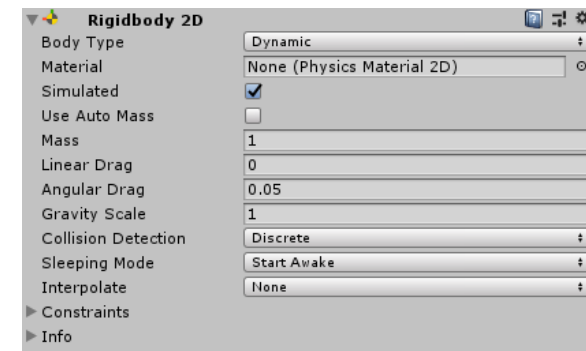 Rigidbody 2D
Body Type Dynamic
Material None (Physics Material 2D)
Simulated
Use Auto Mass
Mass 1
Linear Drag 0
Angular Drag 0.05
Gravity Scale 1
Collision Detection Discrete
Sleeping Mode Start Awake
Interpolate None
Constraints
Info